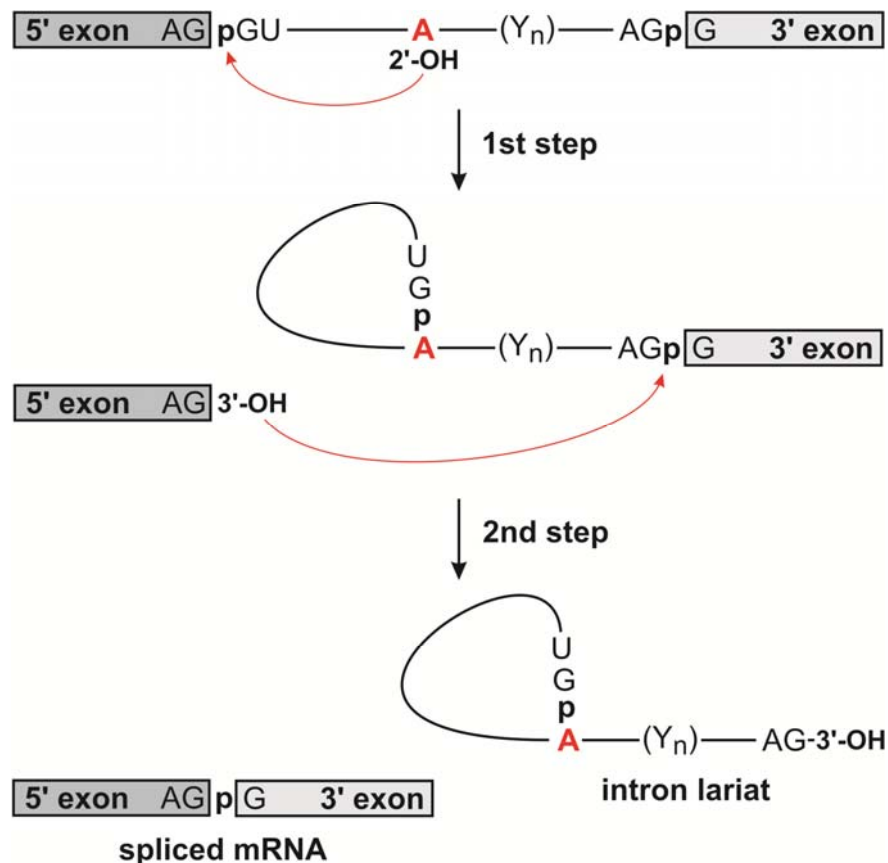 5' exon AG pGU A (Yn) AGp G 3' exon
2'-OH
1st step
U
G
p
A (Yn) AGp G 3' exon
5' exon AG 3'-OH
2nd step
U
G
p
A (Yn) AG-3'-OH
intron lariat
5' exon AG p G 3' exon
spliced mRNA